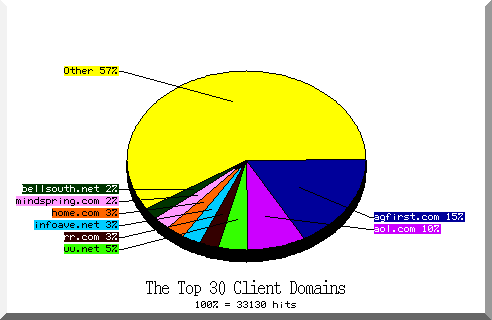 Other 57%
bellsouth.net 2%
mindspring.com 2%
home.com 3%
infoave.net 3%
rr.com 3%
uu.net 5%
agfirst.com 15%
aol.com 10%
The Top 30 Client Domains
100% = 33130 hits